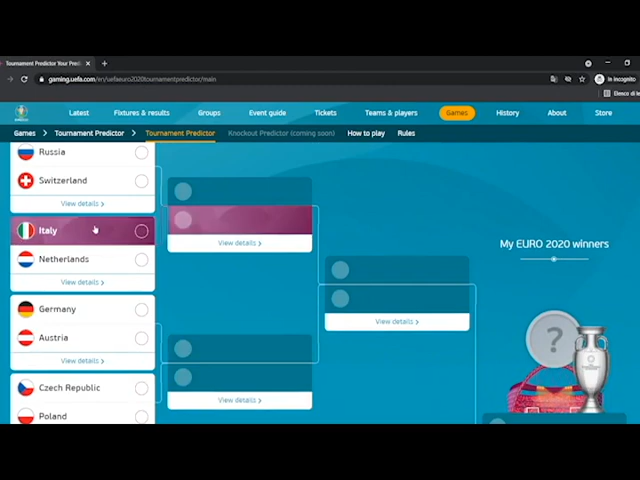 Tournament Predictor Your Predi
gaming.uefa.com/en/uefaeuro2020tournamentpredictor/main
In incognito
Elenco di le
Latest
Fixtures & results
Groups
Event guide
Tickets
Teams & players
Games
History
About
Store
Games
Tournament Predictor
Tournament Predictor
Knockout Predictor (coming soon)
How to play
Rules
Russia
Switzerland
View details
Italy
Netherlands
View details
Germany
Austria
View details
Czech Republic
Poland
View details
View details
View details
My EURO 2020 winners
?